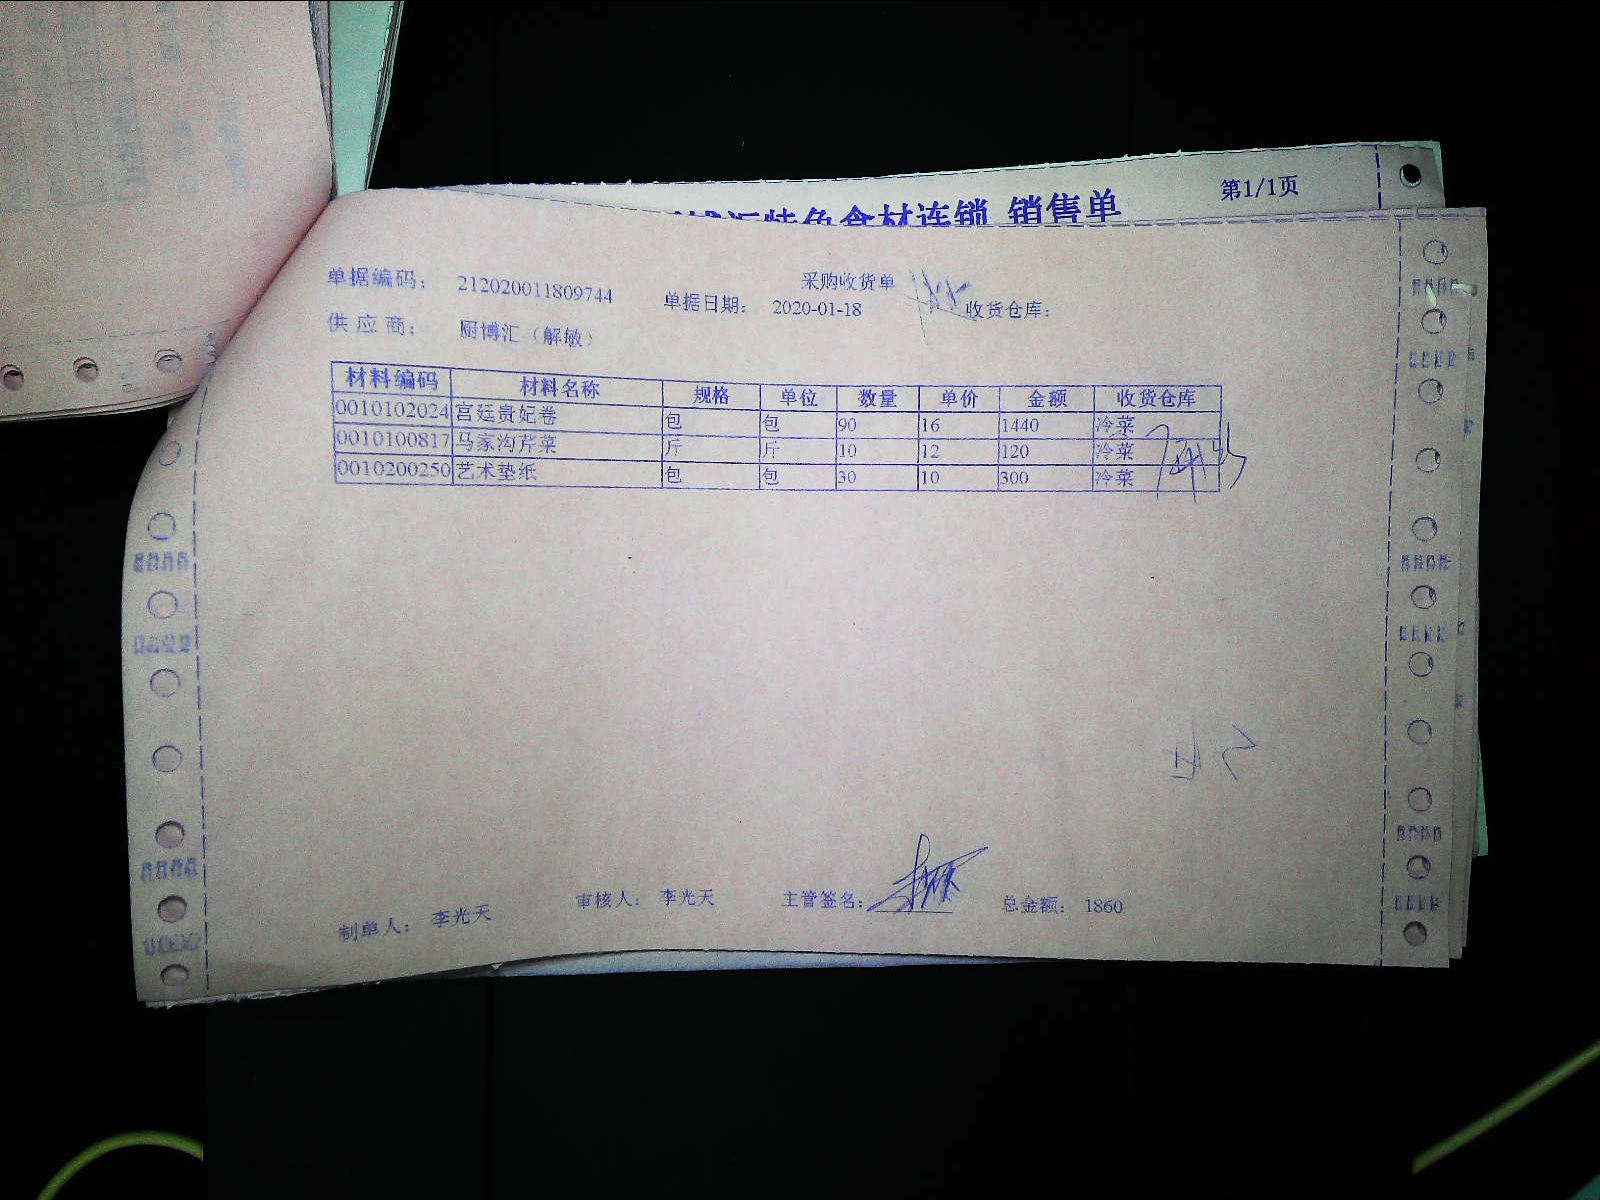 第1/1页
特色食材连锁 销售单
采购收货单
单据编码: 212020011809744 单据日期: 2020-01-18 收货仓库:
供应商: 厨博汇（解敏）
材料编码 材料名称 规格 单位 数量 单价 金额 收货仓库
0010102024 宫廷贵妃卷 包 包 90 16 1440 冷菜
0010100817 马家沟芹菜 斤 斤 10 12 120 冷菜
0010200250 艺术垫纸 包 包 30 10 300 冷菜
制单人: 李光天 审核人: 李光天 主管签名: 总金额: 1860